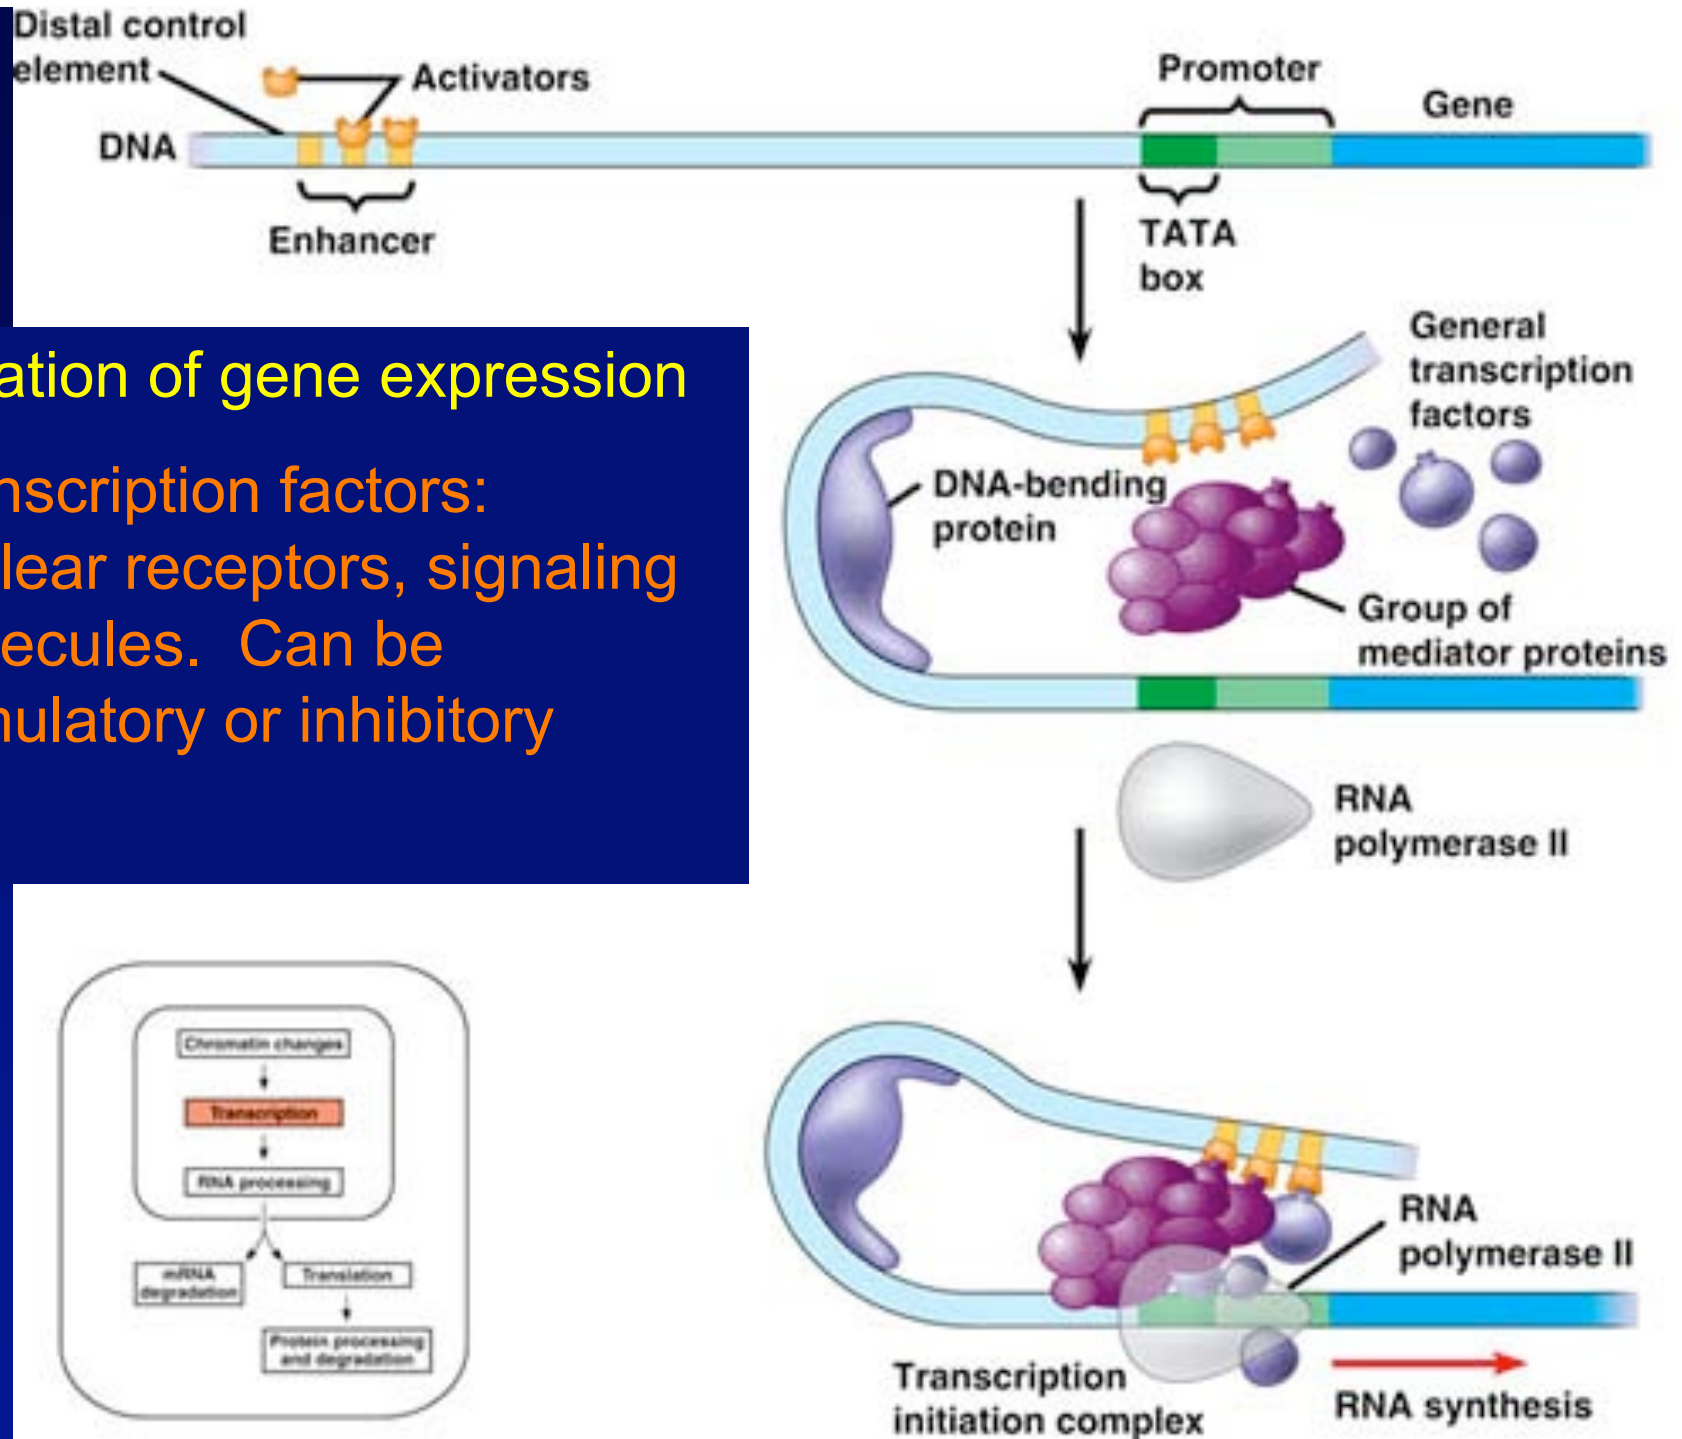 Distal control
element
Activators
Promoter
Gene
DNA
Enhancer
TATA
box
ation of gene expression
nscription factors:
lear receptors, signaling
ecules.  Can be
nulatory or inhibitory
General
transcription
factors
DNA-bending
protein
Group of
mediator proteins
RNA
polymerase II
Chromatin changes
Transcription
RNA processing
mRNA
degradation
Translation
Protein processing
and degradation
RNA
polymerase II
Transcription
initiation complex
RNA synthesis